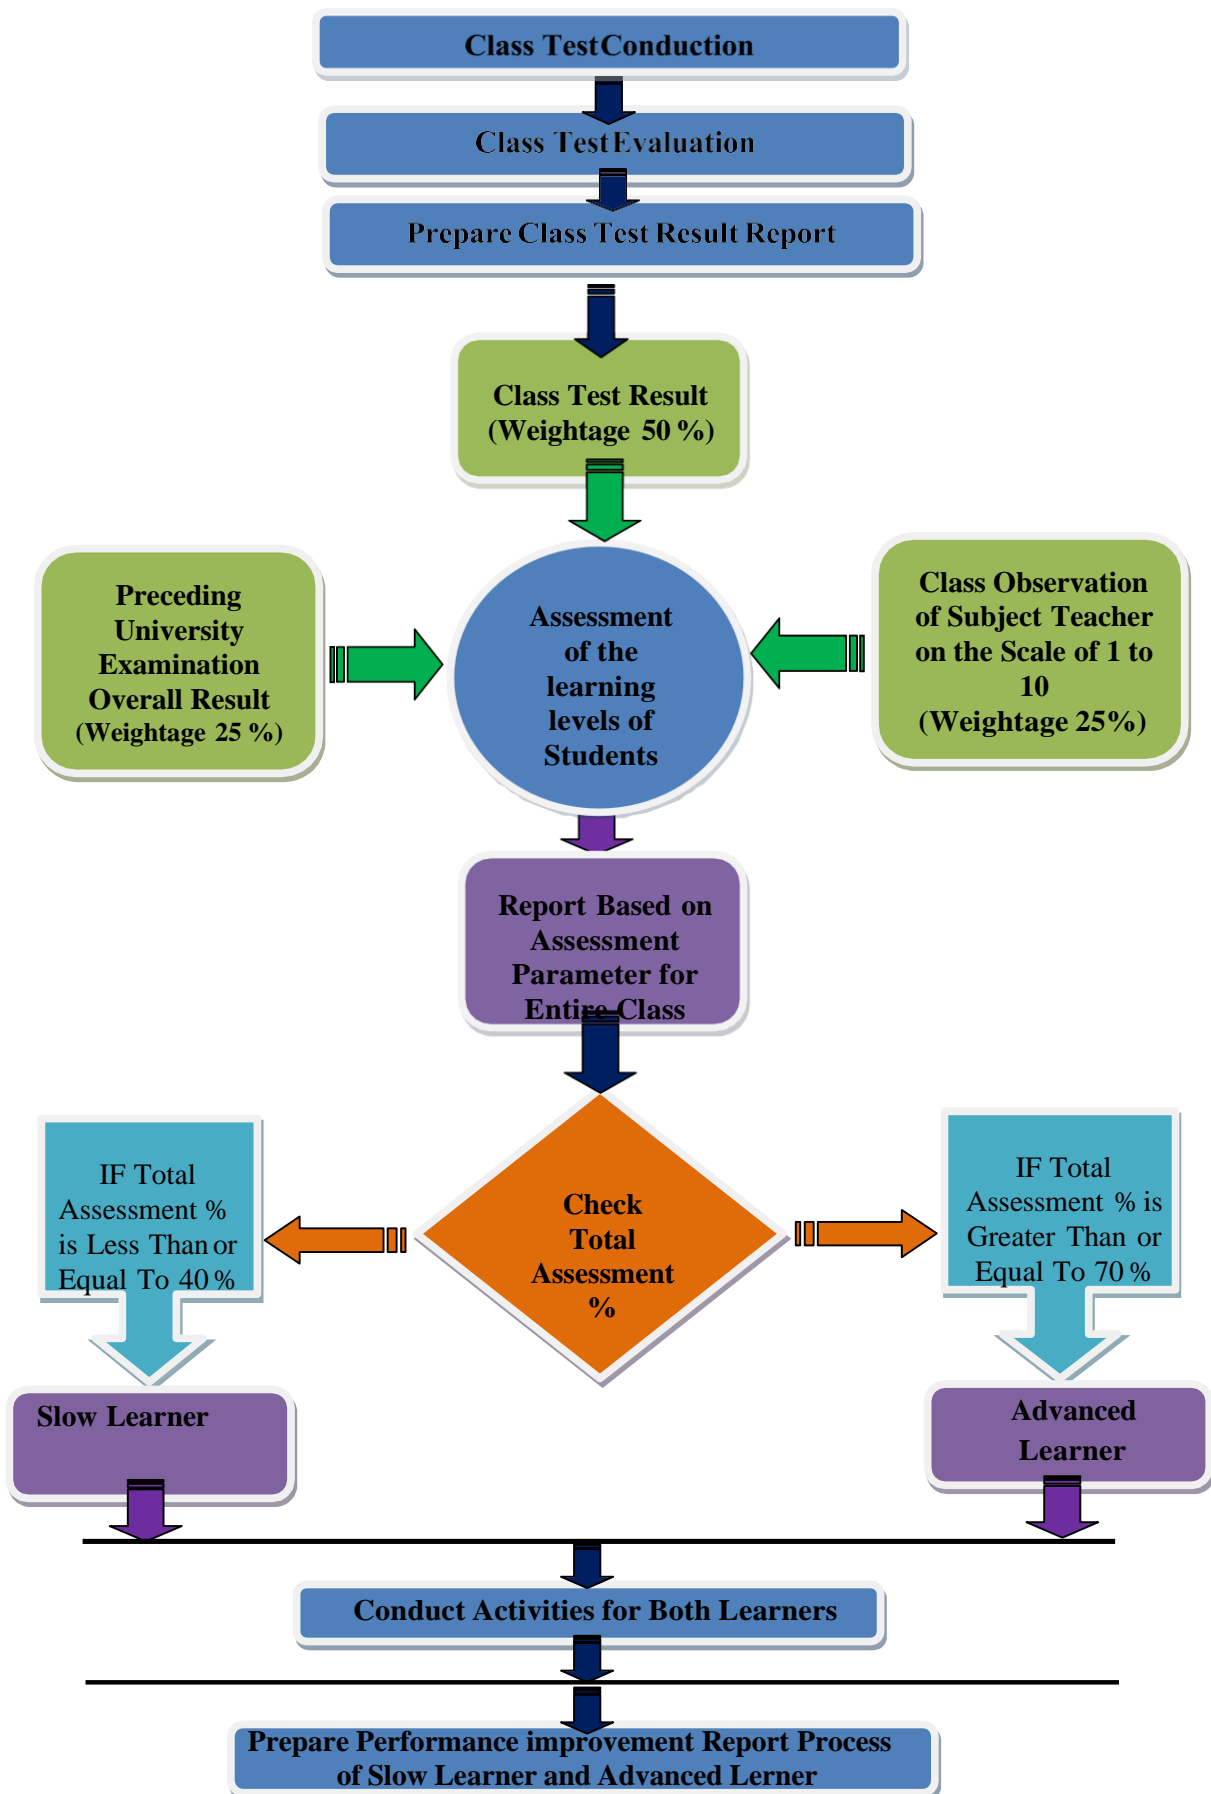 Class Test Conduction
Class Test Evaluation
Prepare Class Test Result Report
Class Test Result
(Weightage 50 %)
Preceding
University
Examination
Overall Result
(Weightage 25 %)
Assessment
of the
learning
levels of
Students
Class Observation
of Subject Teacher
on the Scale of 1 to
10
(Weightage 25%)
Report Based on
Assessment
Parameter for
Entire Class
IF Total
Assessment %
is Less Than or
Equal To 40 %
Check
Total
Assessment
%
IF Total
Assessment % is
Greater Than or
Equal To 70 %
Slow Learner
Advanced
Learner
Conduct Activities for Both Learners
Prepare Performance improvement Report Process
of Slow Learner and Advanced Lerner